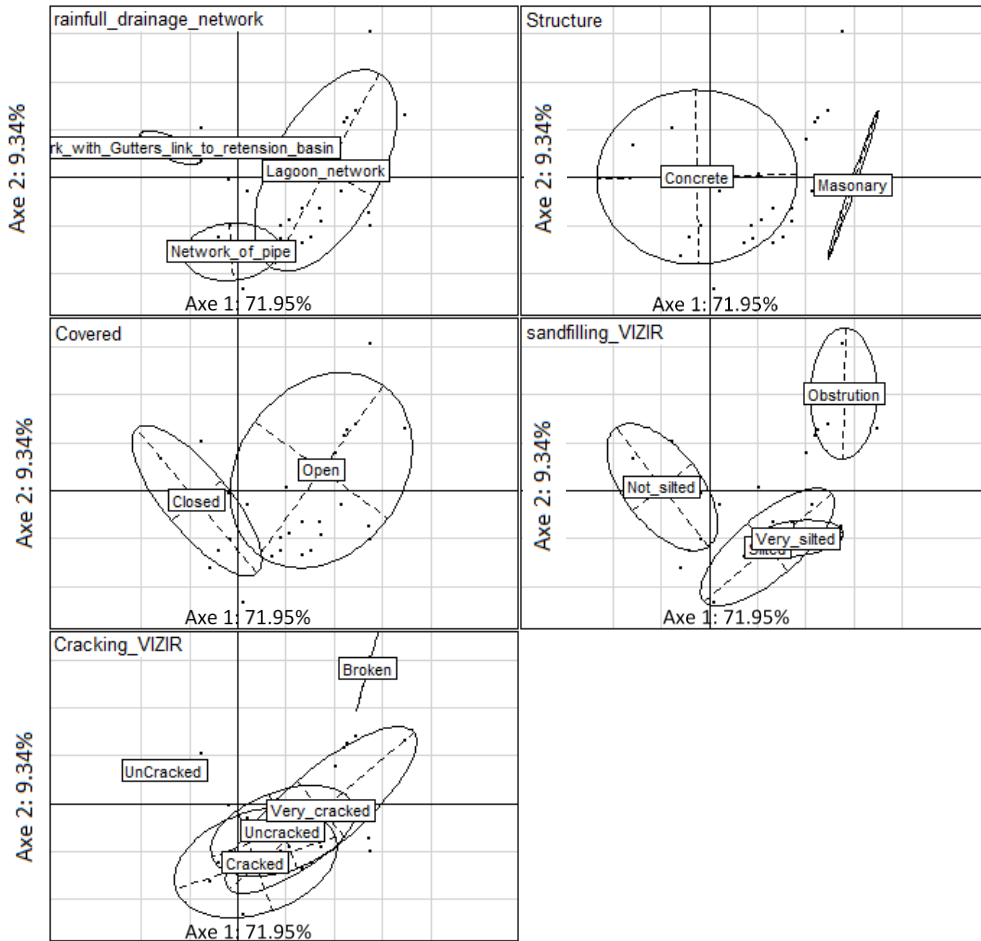 rainfull_drainage_network
Structure
Axe 2: 9.34%
rk_with_Gutters_link_to_retension_basin
Lagoon_network
Network_of_pipe
Axe 1: 71.95%
Axe 2: 9.34%
Concrete
Masonary
Axe 1: 71.95%
Covered
sandfilling_VIZIR
Axe 2: 9.34%
Open
Closed
Axe 1: 71.95%
Axe 2: 9.34%
Obstrution
Not_silted
Very_silted
Silted
Axe 1: 71.95%
Cracking_VIZIR
Axe 2: 9.34%
Broken
UnCracked
Very_cracked
Uncracked
Cracked
Axe 1: 71.95%